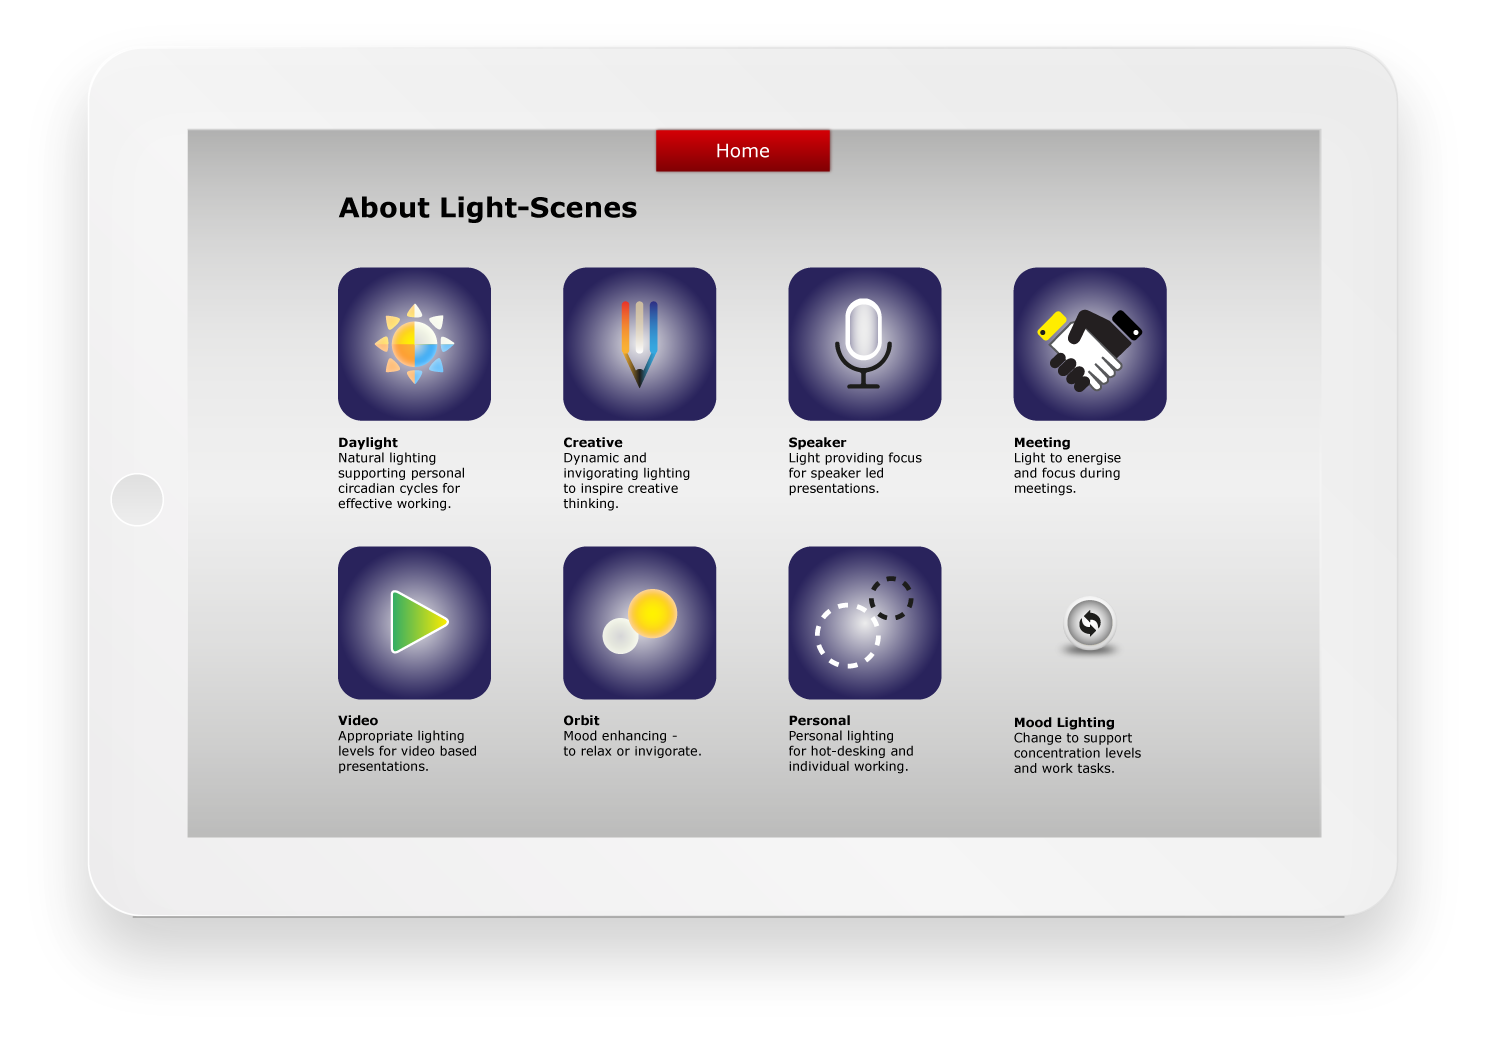 Home
About Light-Scenes
Daylight
Natural lighting
supporting personal
circadian cycles for
effective working.
Creative
Dynamic and
invigorating lighting
to inspire creative
thinking.
Speaker
Light providing focus
for speaker led
presentations.
Meeting
Light to energise
and focus during
meetings.
Video
Appropriate lighting
levels for video based
presentations.
Orbit
Mood enhancing -
to relax or invigorate.
Personal
Personal lighting
for hot-desking and
individual working.
Mood Lighting
Change to support
concentration levels
and work tasks.